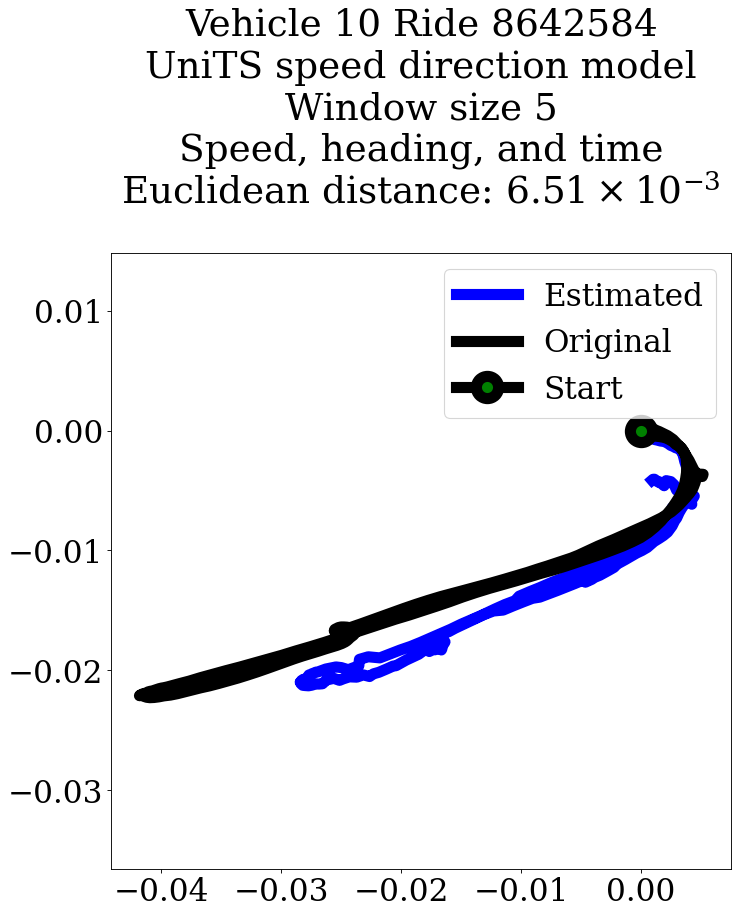 Vehicle 10 Ride 8642584
UniTS speed direction model
Window size 5
Speed, heading, and time
Euclidean distance: 6.51 × 10⁻³
Estimated
Original
Start
0.01
0.00
−0.01
−0.02
−0.03
−0.04 −0.03 −0.02 −0.01 0.00